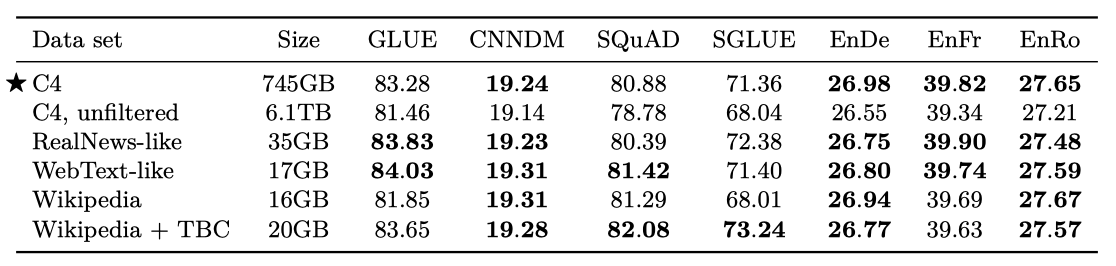 Data set Size GLUE CNNDM SQuAD SGLUE EnDe EnFr EnRo
★ C4 745GB 83.28 19.24 80.88 71.36 26.98 39.82 27.65
C4, unfiltered 6.1TB 81.46 19.14 78.78 68.04 26.55 39.34 27.21
RealNews-like 35GB 83.83 19.23 80.39 72.38 26.75 39.90 27.48
WebText-like 17GB 84.03 19.31 81.42 71.40 26.80 39.74 27.59
Wikipedia 16GB 81.85 19.31 81.29 68.01 26.94 39.69 27.67
Wikipedia + TBC 20GB 83.65 19.28 82.08 73.24 26.77 39.63 27.57